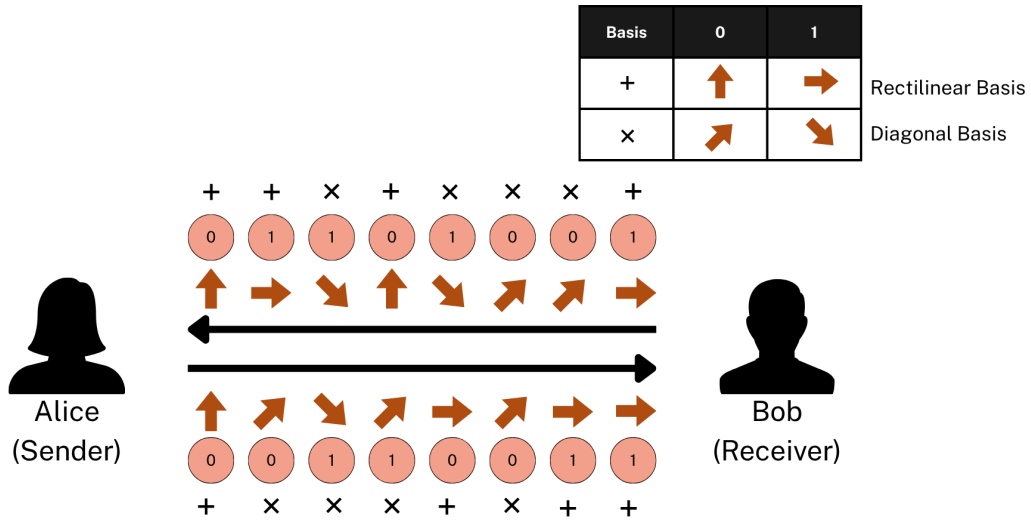 Basis 0 1
+ Rectilinear Basis
× Diagonal Basis
+ + × + × × × +
0 1 1 0 1 0 0 1
Alice
(Sender)
Bob
(Receiver)
0 0 1 1 0 0 1 1
+ × × × + × + +